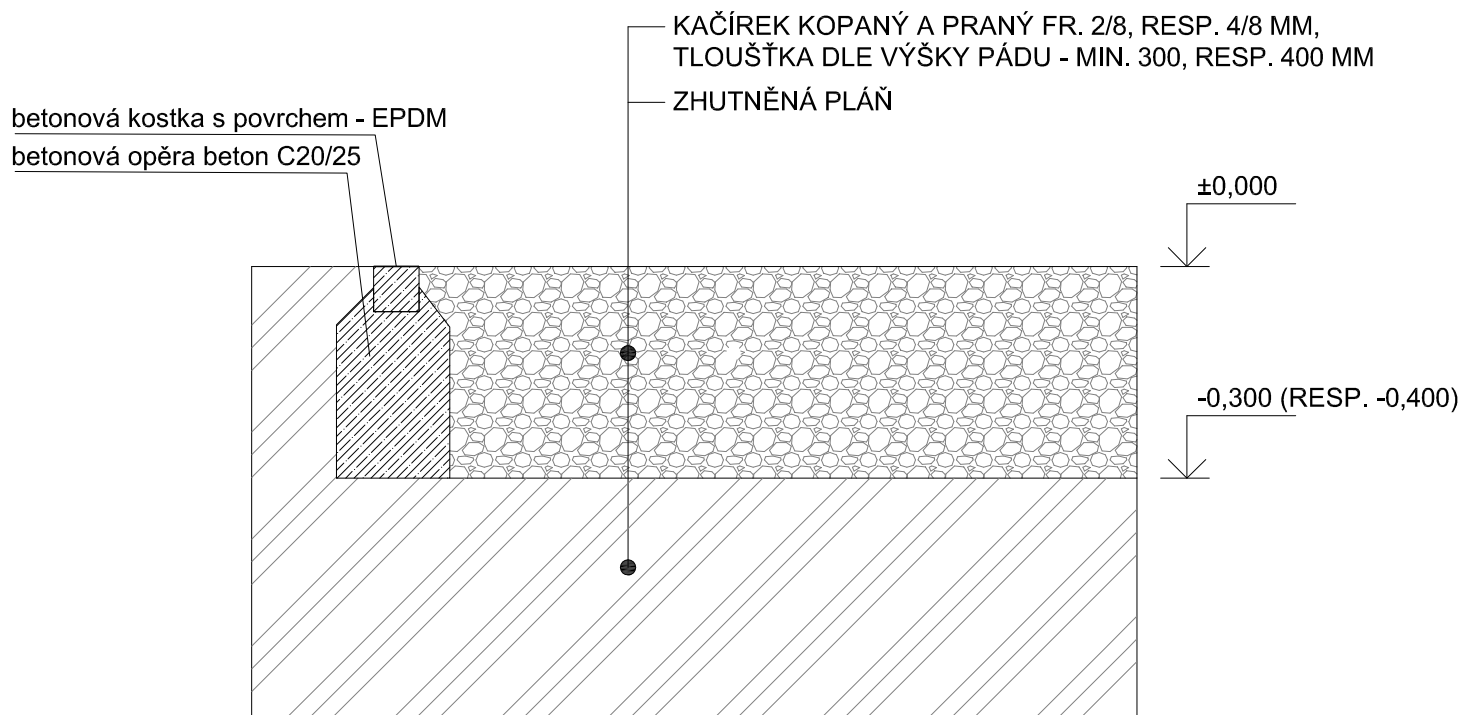 KAČÍREK KOPANÝ A PRANÝ FR. 2/8, RESP. 4/8 MM,
TLOUŠŤKA DLE VÝŠKY PÁDU - MIN. 300, RESP. 400 MM
ZHUTNĚNÁ PLÁŇ
betonová kostka s povrchem - EPDM
betonová opěra beton C20/25
±0,000
-0,300 (RESP. -0,400)